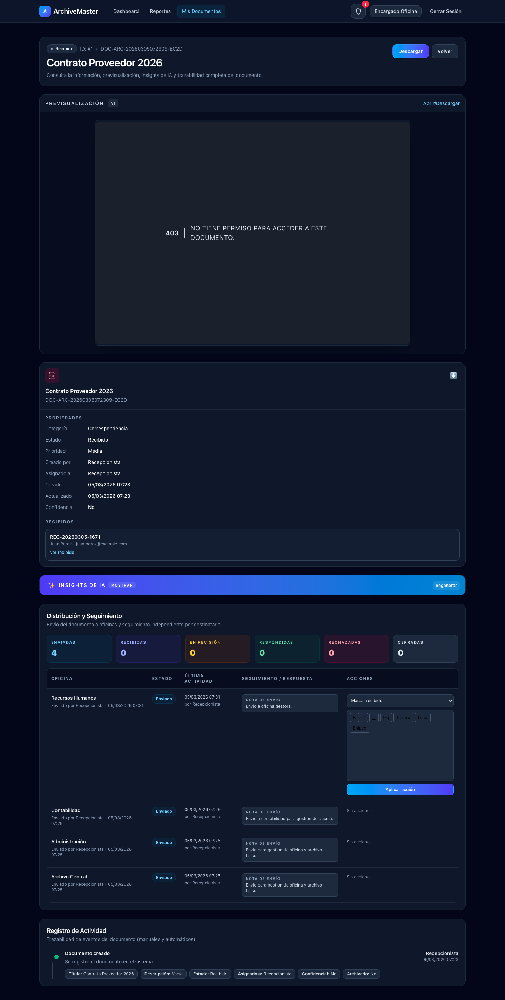 A ArchiveMaster Dashboard Reportes Mis Documentos 1 Encargado Oficina Cerrar Sesión
Recibido ID: #1 • DOC-ARC-20260305072309-EC2D Descargar Volver
Contrato Proveedor 2026
Consulta la información, previsualización, insights de IA y trazabilidad completa del documento.
PREVISUALIZACIÓN v1 Abrir/Descargar
403 NO TIENE PERMISO PARA ACCEDER A ESTE
DOCUMENTO.
PDF
Contrato Proveedor 2026
DOC-ARC-20260305072309-EC2D
PROPIEDADES
Categoría Correspondencia
Estado Recibido
Prioridad Media
Creado por Recepcionista
Asignado a Recepcionista
Creado 05/03/2026 07:23
Actualizado 05/03/2026 07:23
Confidencial No
RECIBIDOS
REC-20260305-1671
Juan Perez • juan.perez@example.com
Ver recibido
INSIGHTS DE IA MOSTRAR Regenerar
Distribución y Seguimiento
Envío del documento a oficinas y seguimiento independiente por destinatario.
ENVIADAS RECIBIDAS EN REVISIÓN RESPONDIDAS RECHAZADAS CERRADAS
4 0 0 0 0 0
OFICINA ESTADO ÚLTIMA ACTIVIDAD SEGUIMIENTO / RESPUESTA ACCIONES
Recursos Humanos Enviado 05/03/2026 07:31 NOTA DE ENVÍO Marcar recibido
Enviado por Recepcionista • 05/03/2026 07:31 por Recepcionista Envio a oficina gestora.
B I U Izq Centro Lista
Enlace
Aplicar acción
Contabilidad Enviado 05/03/2026 07:29 NOTA DE ENVÍO Sin acciones
Enviado por Recepcionista • 05/03/2026 por Recepcionista Envio a contabilidad para gestion de oficina.
07:29
Administración Enviado 05/03/2026 07:25 NOTA DE ENVÍO Sin acciones
Enviado por Recepcionista • 05/03/2026 por Recepcionista Envio para gestion de oficina y archivo
07:25 fisico.
Archivo Central Enviado 05/03/2026 07:25 NOTA DE ENVÍO Sin acciones
Enviado por Recepcionista • 05/03/2026 por Recepcionista Envio para gestion de oficina y archivo
07:25 fisico.
Registro de Actividad
Trazabilidad de eventos del documento (manuales y automáticos).
Documento creado Recepcionista
Se registró el documento en el sistema. 05/03/2026 07:23
Título: Contrato Proveedor 2026 Descripción: Vacío Estado: Recibido Asignado a: Recepcionista Confidencial: No Archivado: No